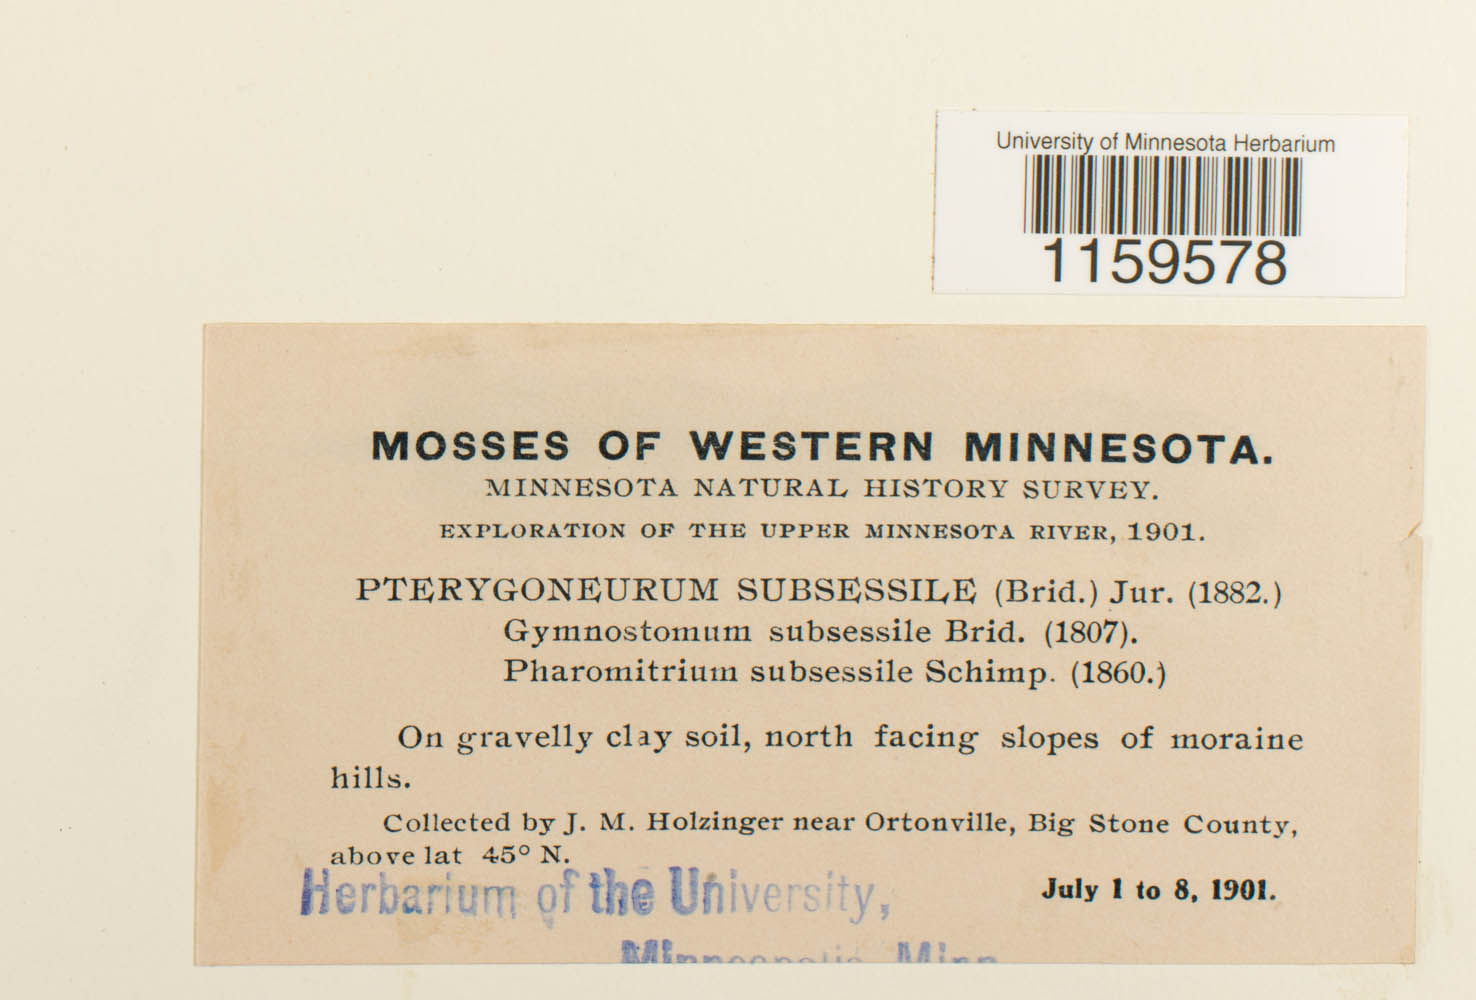 University of Minnesota Herbarium
1159578
MOSSES OF WESTERN MINNESOTA.
MINNESOTA NATURAL HISTORY SURVEY.
EXPLORATION OF THE UPPER MINNESOTA RIVER, 1901.
PTERYGONEURUM SUBSESSILE (Brid.) Jur. (1882.)
Gymnostomum subsessile Brid. (1807).
Pharomitrium subsessile Schimp. (1860.)
On gravelly clay soil, north facing slopes of moraine
hills.
Collected by J. M. Holzinger near Ortonville, Big Stone County,
above lat 45° N.
July 1 to 8, 1901.
Herbarium of the University,
Minneapolis, Minn